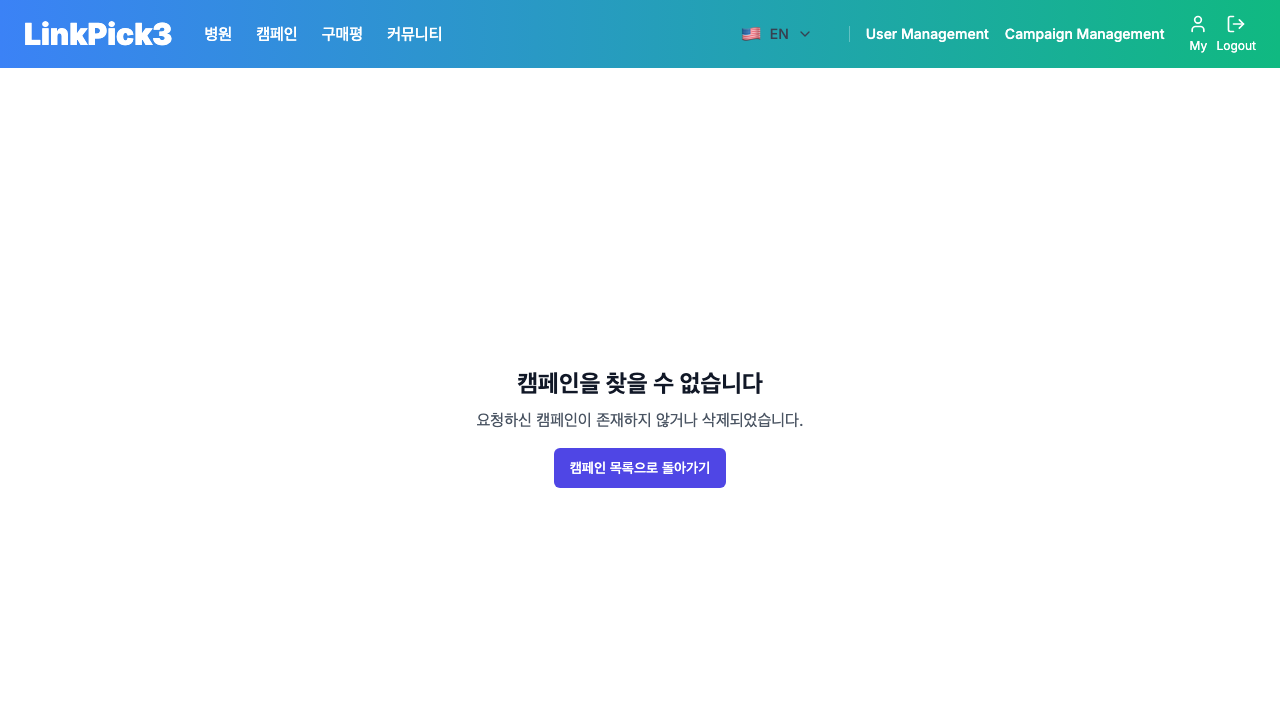 LinkPick3
병원
캠페인
구매평
커뮤니티
EN
User Management
Campaign Management
My
Logout
캠페인을 찾을 수 없습니다
요청하신 캠페인이 존재하지 않거나 삭제되었습니다.
캠페인 목록으로 돌아가기